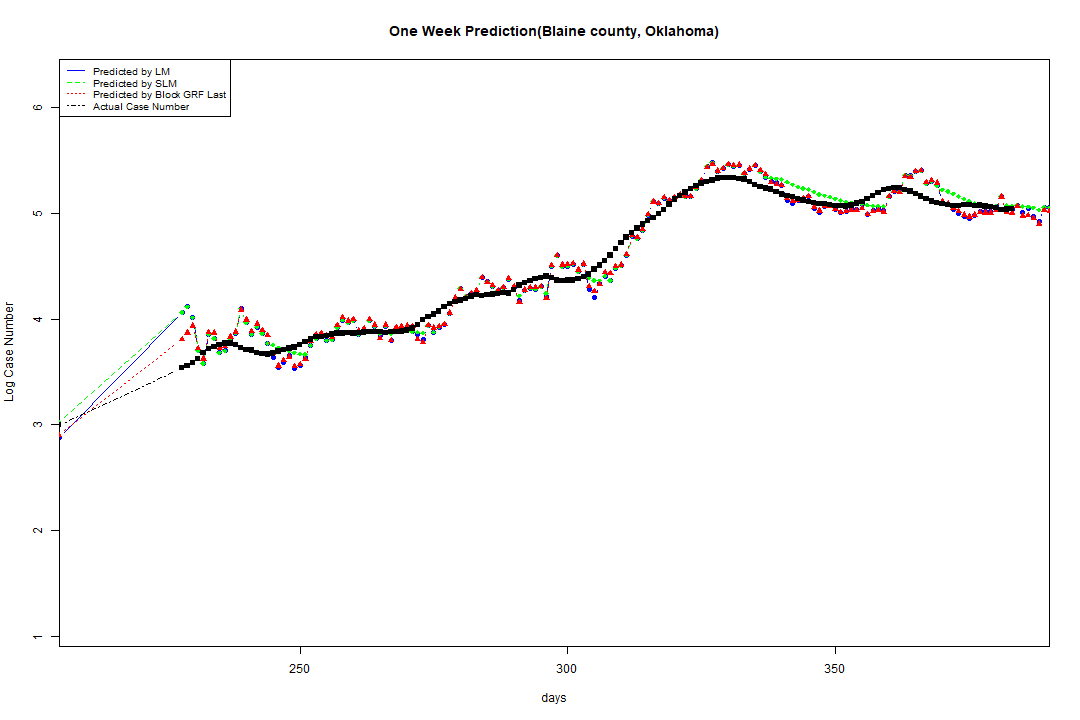 One Week Prediction(Blaine county, Oklahoma)
Predicted by LM
Predicted by SLM
Predicted by Block GRF Last
Actual Case Number
6
5
4
3
2
1
Log Case Number
250 300 350
days